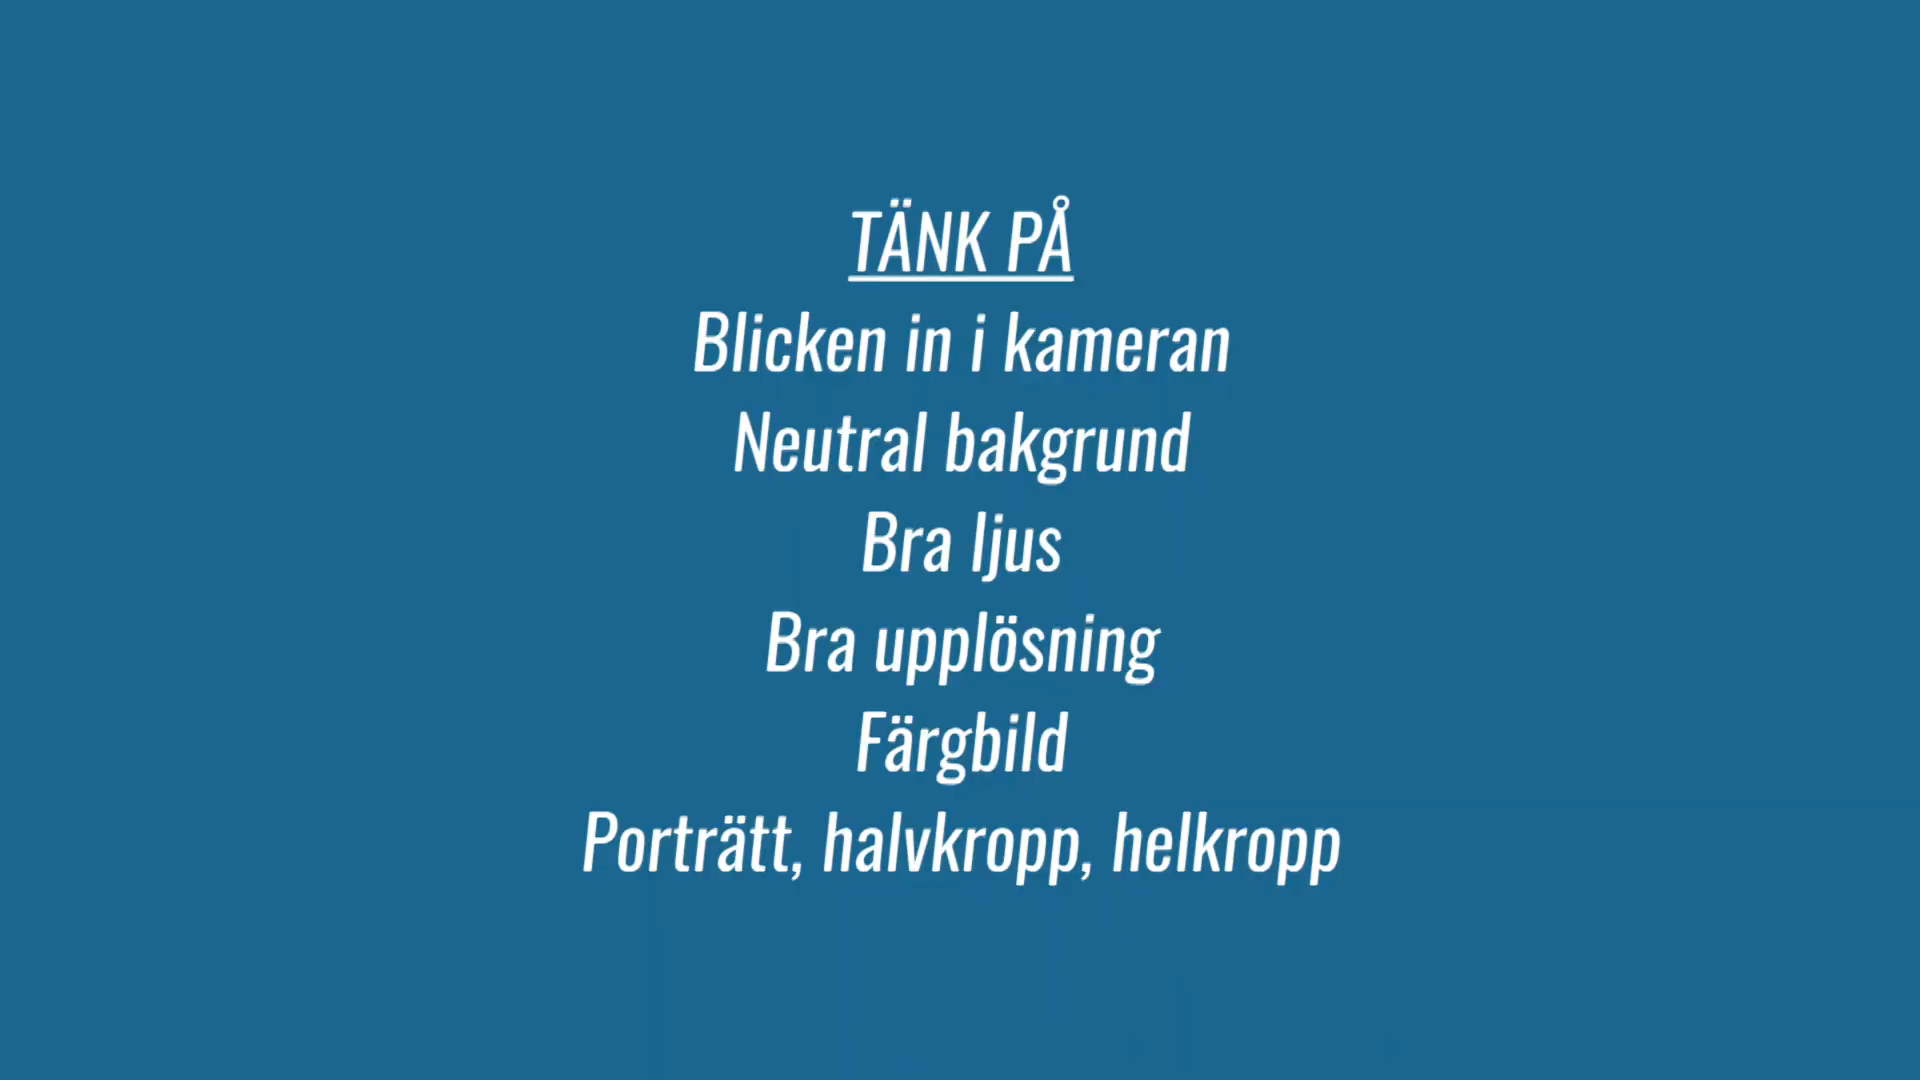 TÄNK PÅ
Blicken in i kameran
Neutral bakgrund
Bra ljus
Bra upplösning
Färgbild
Porträtt, halvkropp, helkropp